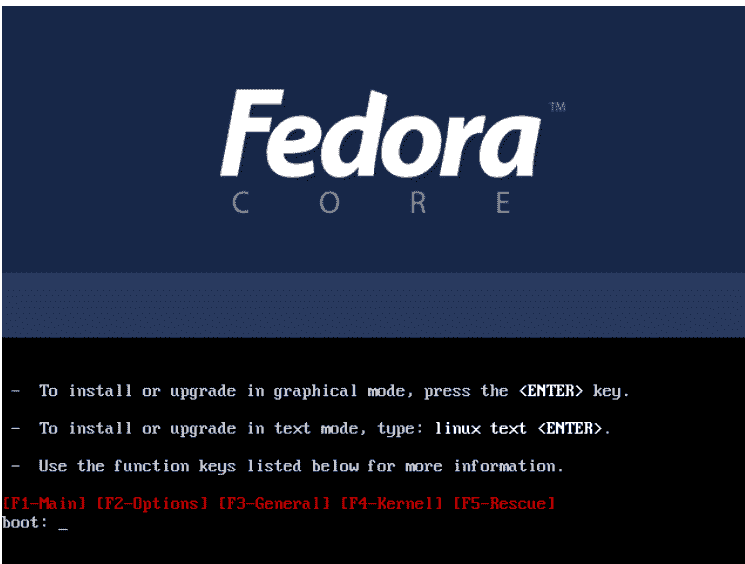 Fedora™
CORE
- To install or upgrade in graphical mode, press the <ENTER> key.
- To install or upgrade in text mode, type: linux text <ENTER>.
- Use the function keys listed below for more information.
[F1-Main] [F2-Options] [F3-General] [F4-Kernel] [F5-Rescue]
boot: _